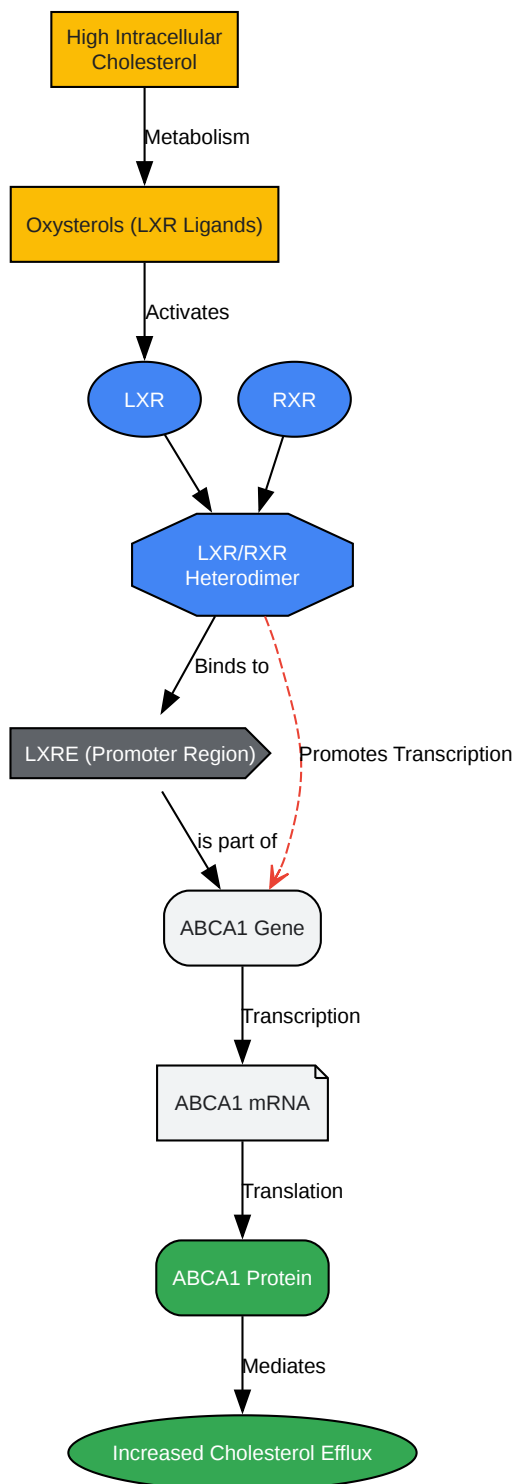 High Intracellular
Cholesterol
Metabolism
Oxysterols (LXR Ligands)
Activates
LXR
RXR
LXR/RXR
Heterodimer
Binds to
LXRE (Promoter Region)
Promotes Transcription
is part of
ABCA1 Gene
Transcription
ABCA1 mRNA
Translation
ABCA1 Protein
Mediates
Increased Cholesterol Efflux